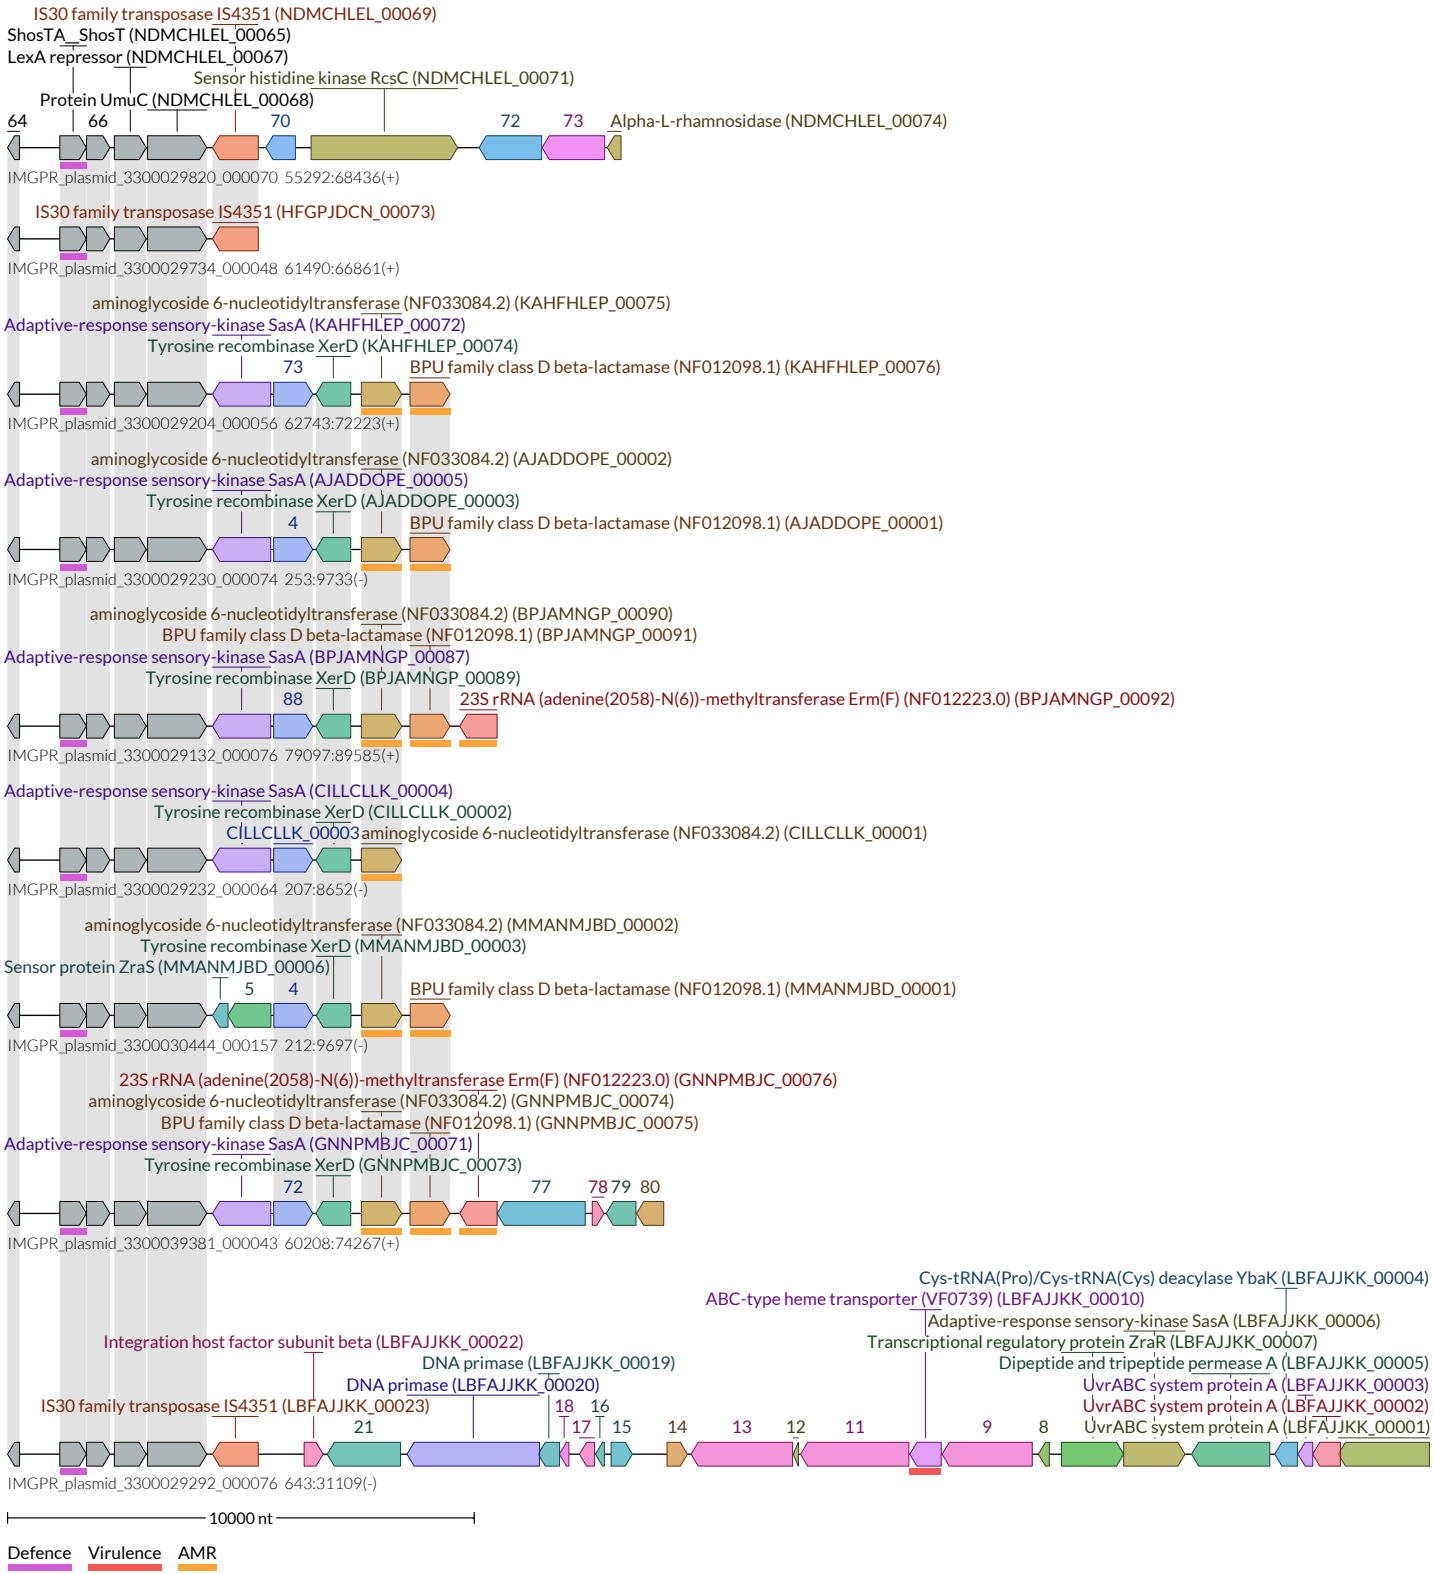 IS30 family transposase IS4351 (NDMCHLEL_00069)
ShosTA__ShosT (NDMCHLEL_00065)
LexA repressor (NDMCHLEL_00067)
Sensor histidine kinase RcsC (NDMCHLEL_00071)
Protein UmuC (NDMCHLEL_00068)
64 66 70 72 73 Alpha-L-rhamnosidase (NDMCHLEL_00074)
IMGPR_plasmid_3300029820_000070 55292:68436(+)
IS30 family transposase IS4351 (HFGPJDCN_00073)
IMGPR_plasmid_3300029734_000048 61490:66861(+)
aminoglycoside 6-nucleotidyltransferase (NF033084.2) (KAHFHLEP_00075)
Adaptive-response sensory-kinase SasA (KAHFHLEP_00072)
Tyrosine recombinase XerD (KAHFHLEP_00074)
73 BPU family class D beta-lactamase (NF012098.1) (KAHFHLEP_00076)
IMGPR_plasmid_3300029204_000056 62743:72223(+)
aminoglycoside 6-nucleotidyltransferase (NF033084.2) (AJADDOPE_00002)
Adaptive-response sensory-kinase SasA (AJADDOPE_00005)
Tyrosine recombinase XerD (AJADDOPE_00003)
4 BPU family class D beta-lactamase (NF012098.1) (AJADDOPE_00001)
IMGPR_plasmid_3300029230_000074 253:9733(-)
aminoglycoside 6-nucleotidyltransferase (NF033084.2) (BPJAMNGP_00090)
BPU family class D beta-lactamase (NF012098.1) (BPJAMNGP_00091)
Adaptive-response sensory-kinase SasA (BPJAMNGP_00087)
Tyrosine recombinase XerD (BPJAMNGP_00089)
88 23S rRNA (adenine(2058)-N(6))-methyltransferase Erm(F) (NF012223.0) (BPJAMNGP_00092)
IMGPR_plasmid_3300029132_000076 79097:89585(+)
Adaptive-response sensory-kinase SasA (CILLCLLK_00004)
Tyrosine recombinase XerD (CILLCLLK_00002)
CILLCLLK_00003 aminoglycoside 6-nucleotidyltransferase (NF033084.2) (CILLCLLK_00001)
IMGPR_plasmid_3300029232_000064 207:8652(-)
aminoglycoside 6-nucleotidyltransferase (NF033084.2) (MMANMJBD_00002)
Tyrosine recombinase XerD (MMANMJBD_00003)
Sensor protein ZraS (MMANMJBD_00006)
5 4 BPU family class D beta-lactamase (NF012098.1) (MMANMJBD_00001)
IMGPR_plasmid_3300030444_000157 212:9697(-)
23S rRNA (adenine(2058)-N(6))-methyltransferase Erm(F) (NF012223.0) (GNNPMBJC_00076)
aminoglycoside 6-nucleotidyltransferase (NF033084.2) (GNNPMBJC_00074)
BPU family class D beta-lactamase (NF012098.1) (GNNPMBJC_00075)
Adaptive-response sensory-kinase SasA (GNNPMBJC_00071)
Tyrosine recombinase XerD (GNNPMBJC_00073)
72 77 78 79 80
IMGPR_plasmid_3300039381_000043 60208:74267(+)
Cys-tRNA(Pro)/Cys-tRNA(Cys) deacylase YbaK (LBFAJJKK_00004)
ABC-type heme transporter (VF0739) (LBFAJJKK_00010)
Adaptive-response sensory-kinase SasA (LBFAJJKK_00006)
Integration host factor subunit beta (LBFAJJKK_00022) Transcriptional regulatory protein ZraR (LBFAJJKK_00007)
DNA primase (LBFAJJKK_00019) Dipeptide and tripeptide permease A (LBFAJJKK_00005)
DNA primase (LBFAJJKK_00020) UvrABC system protein A (LBFAJJKK_00003)
IS30 family transposase IS4351 (LBFAJJKK_00023) 18 16 UvrABC system protein A (LBFAJJKK_00002)
21 17 15 14 13 12 11 9 8 UvrABC system protein A (LBFAJJKK_00001)
IMGPR_plasmid_3300029292_000076 643:31109(-)
10000 nt
Defence Virulence AMR